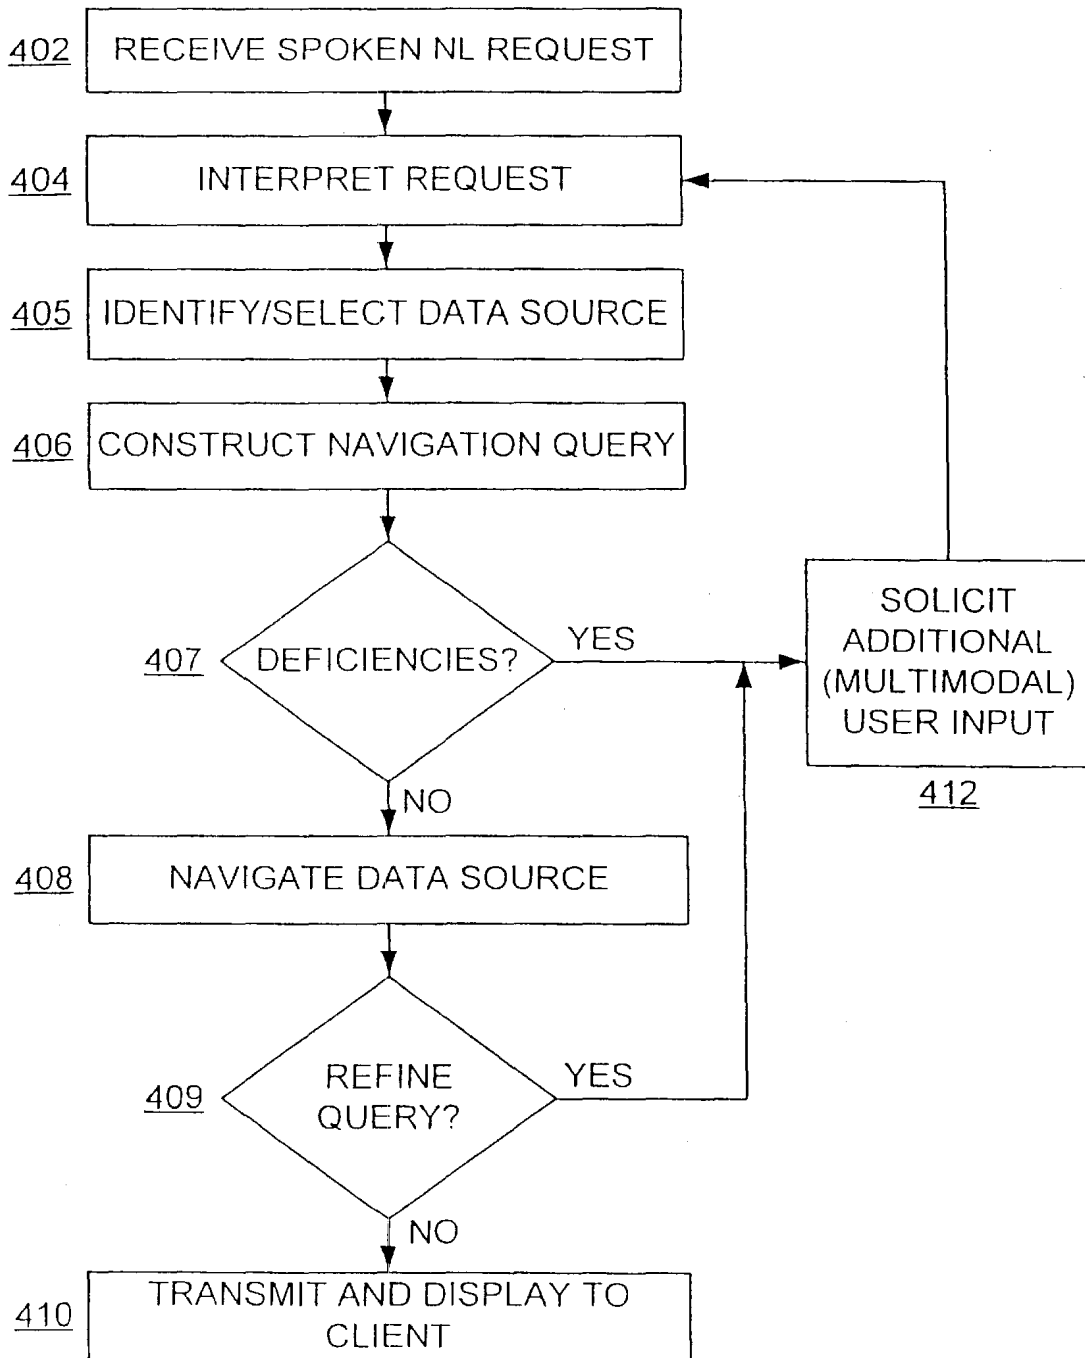 402 RECEIVE SPOKEN NL REQUEST
404 INTERPRET REQUEST
405 IDENTIFY/SELECT DATA SOURCE
406 CONSTRUCT NAVIGATION QUERY
407 DEFICIENCIES? YES
SOLICIT
ADDITIONAL
(MULTIMODAL)
USER INPUT
412
NO
408 NAVIGATE DATA SOURCE
409 REFINE
QUERY?
YES
NO
410 TRANSMIT AND DISPLAY TO
CLIENT